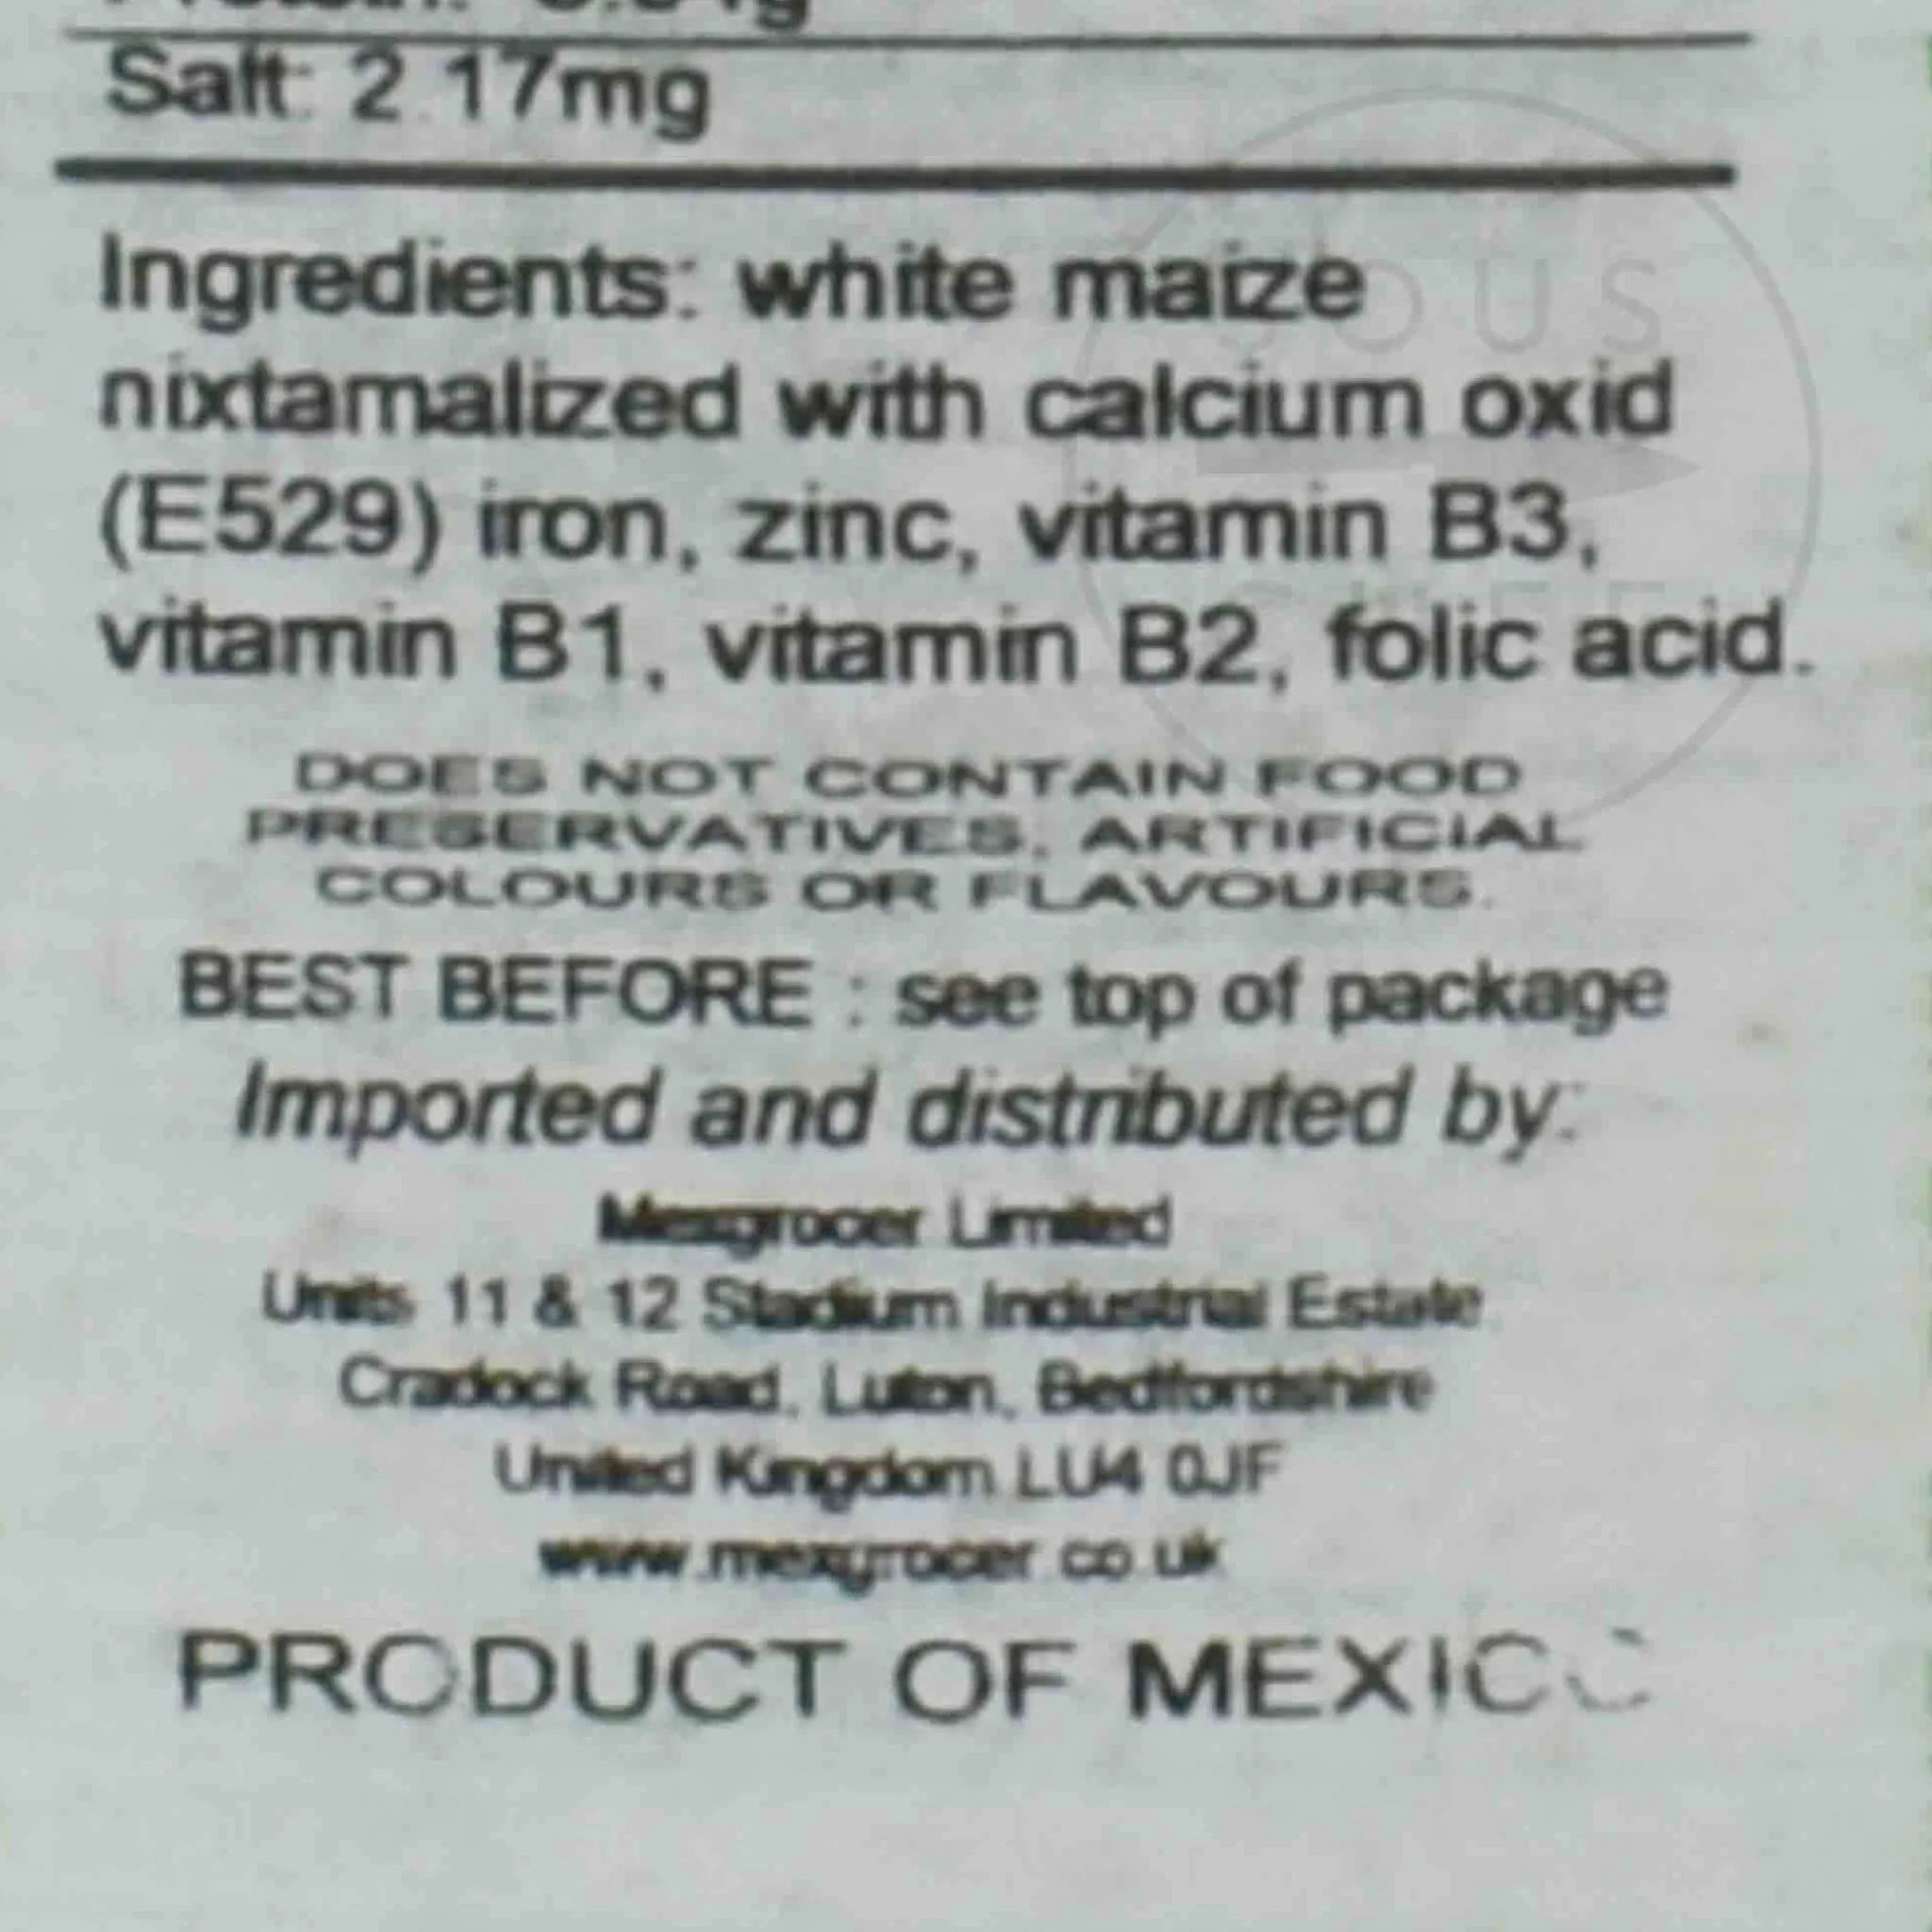 Salt: 2.17mg
Ingredients: white maize
nixtamalized with calcium oxid
(E529) iron, zinc, vitamin B3,
vitamin B1, vitamin B2, folic acid.
DOES NOT CONTAIN FOOD
PRESERVATIVES, ARTIFICIAL
COLOURS OR FLAVOURS.
BEST BEFORE : see top of package
Imported and distributed by:
Mexgrocer Limited
Units 11 & 12 Stadium Industrial Estate
Cradock Road, Luton, Bedfordshire
United Kingdom LU4 0JF
www.mexgrocer.co.uk
PRODUCT OF MEXICO